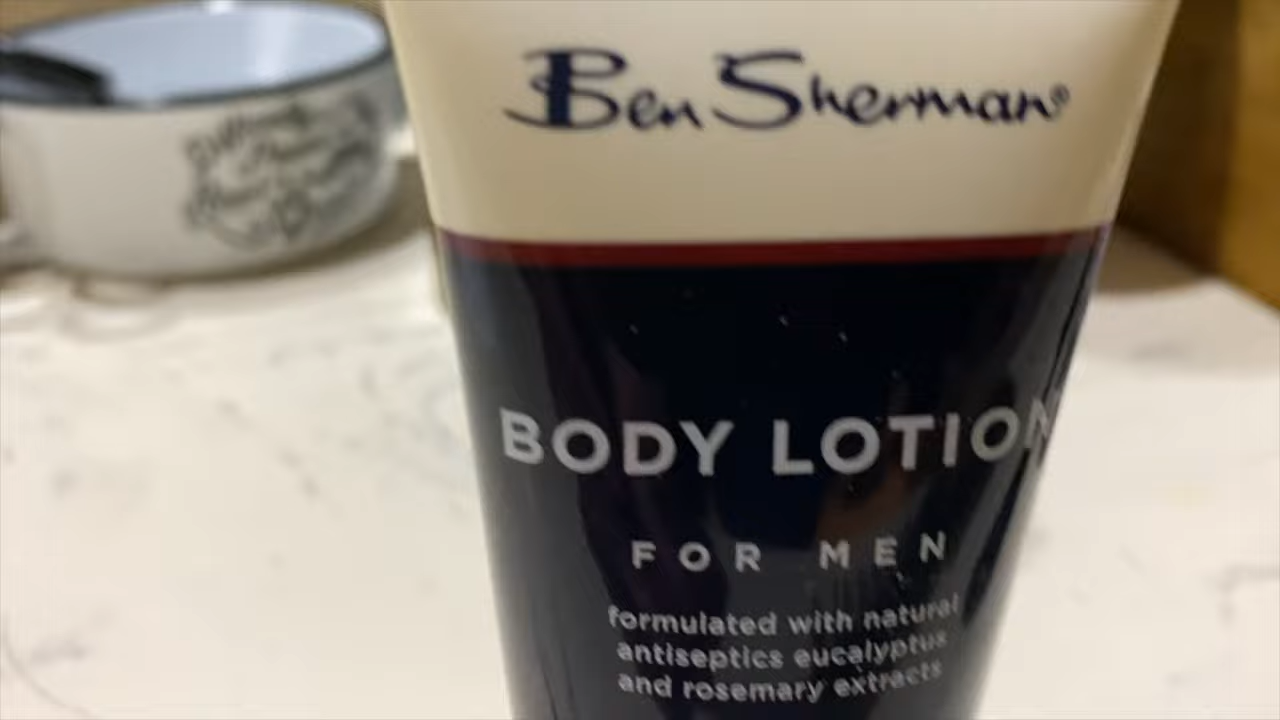 Ben Sherman®
BODY LOTION
FOR MEN
formulated with natural
antiseptics eucalyptus
and rosemary extracts